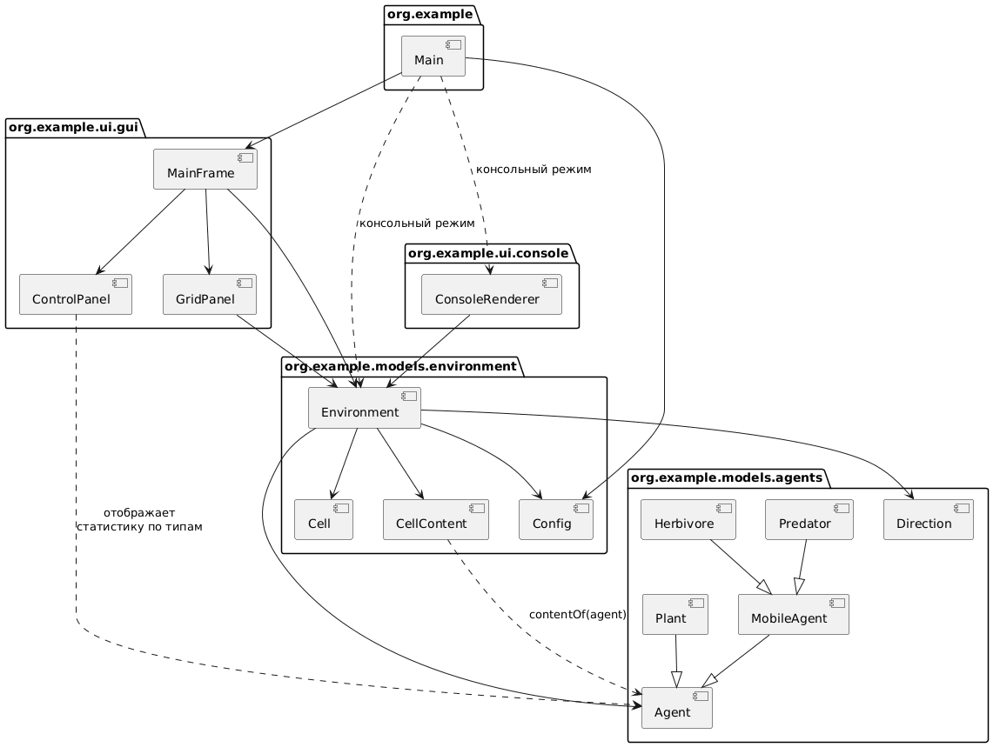 org.example
Main
org.example.ui.gui
MainFrame
консольный режим
консольный режим
org.example.ui.console
ControlPanel
GridPanel
ConsoleRenderer
org.example.models.environment
Environment
org.example.models.agents
отображает
статистику по типам
Cell
CellContent
Config
Herbivore
Predator
Direction
contentOf(agent)
Plant
MobileAgent
Agent